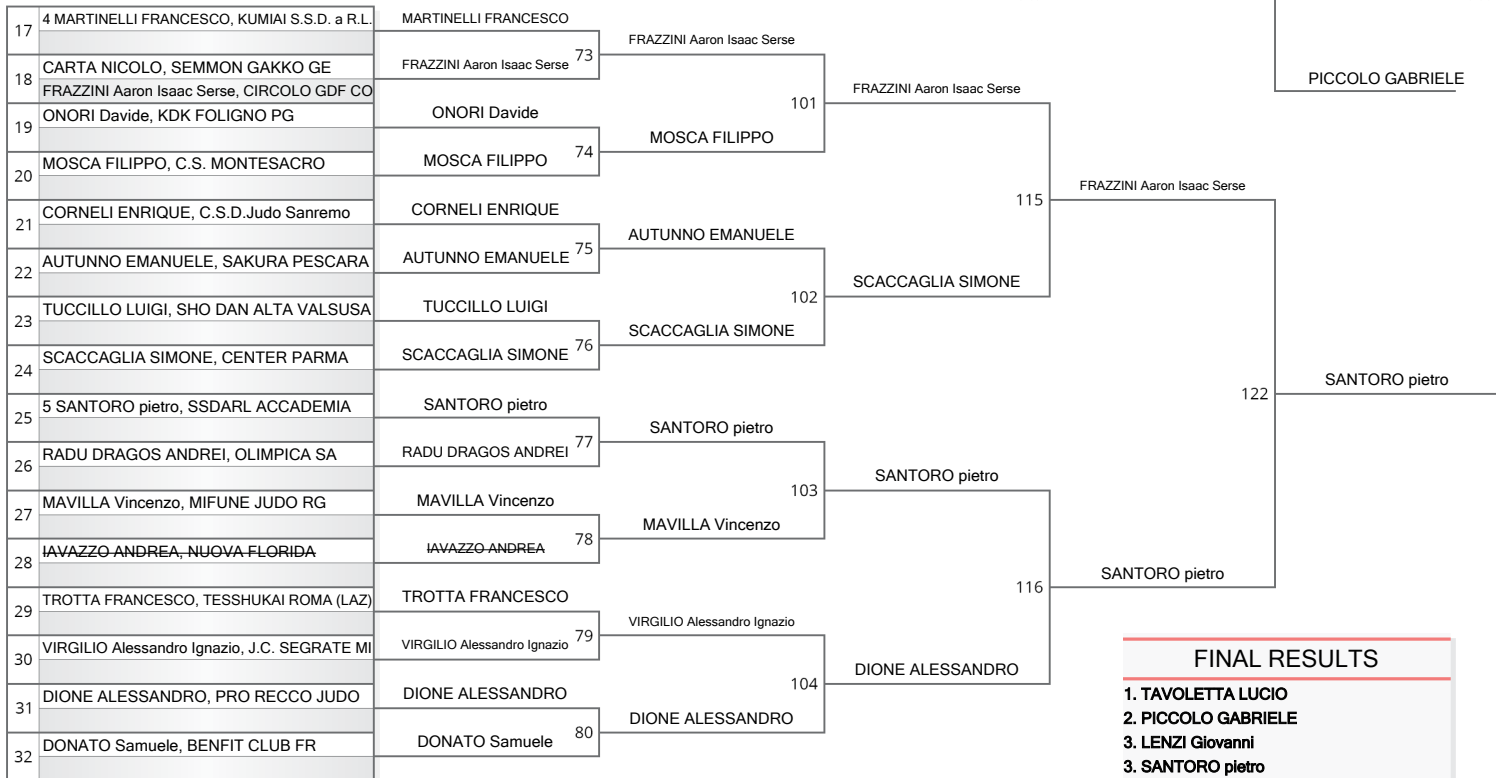 17 4 MARTINELLI FRANCESCO, KUMIAI S.S.D. a R.L.
18 CARTA NICOLO, SEMMON GAKKO GE
FRAZZINI Aaron Isaac Serse, CIRCOLO GDF CO
19 ONORI Davide, KDK FOLIGNO PG
20 MOSCA FILIPPO, C.S. MONTESACRO
21 CORNELI ENRIQUE, C.S.D.Judo Sanremo
22 AUTUNNO EMANUELE, SAKURA PESCARA
23 TUCCILLO LUIGI, SHO DAN ALTA VALSUSA
24 SCACCAGLIA SIMONE, CENTER PARMA
25 5 SANTORO pietro, SSDARL ACCADEMIA
26 RADU DRAGOS ANDREI, OLIMPICA SA
27 MAVILLA Vincenzo, MIFUNE JUDO RG
28 IAVAZZO ANDREA, NUOVA FLORIDA
29 TROTTA FRANCESCO, TESSHUKAI ROMA (LAZ)
30 VIRGILIO Alessandro Ignazio, J.C. SEGRATE MI
31 DIONE ALESSANDRO, PRO RECCO JUDO
32 DONATO Samuele, BENFIT CLUB FR
MARTINELLI FRANCESCO
FRAZZINI Aaron Isaac Serse 73
ONORI Davide
MOSCA FILIPPO 74
CORNELI ENRIQUE
AUTUNNO EMANUELE 75
TUCCILLO LUIGI
SCACCAGLIA SIMONE 76
SANTORO pietro
RADU DRAGOS ANDREI 77
MAVILLA Vincenzo
IAVAZZO ANDREA 78
TROTTA FRANCESCO
VIRGILIO Alessandro Ignazio 79
DIONE ALESSANDRO
DONATO Samuele 80
FRAZZINI Aaron Isaac Serse
101
MOSCA FILIPPO
AUTUNNO EMANUELE
102
SCACCAGLIA SIMONE
SANTORO pietro
103
MAVILLA Vincenzo
VIRGILIO Alessandro Ignazio
104
DIONE ALESSANDRO
FRAZZINI Aaron Isaac Serse
115
SCACCAGLIA SIMONE
SANTORO pietro
116
DIONE ALESSANDRO
FRAZZINI Aaron Isaac Serse
122
SANTORO pietro
PICCOLO GABRIELE
SANTORO pietro
FINAL RESULTS
1. TAVOLETTA LUCIO
2. PICCOLO GABRIELE
3. LENZI Giovanni
3. SANTORO pietro